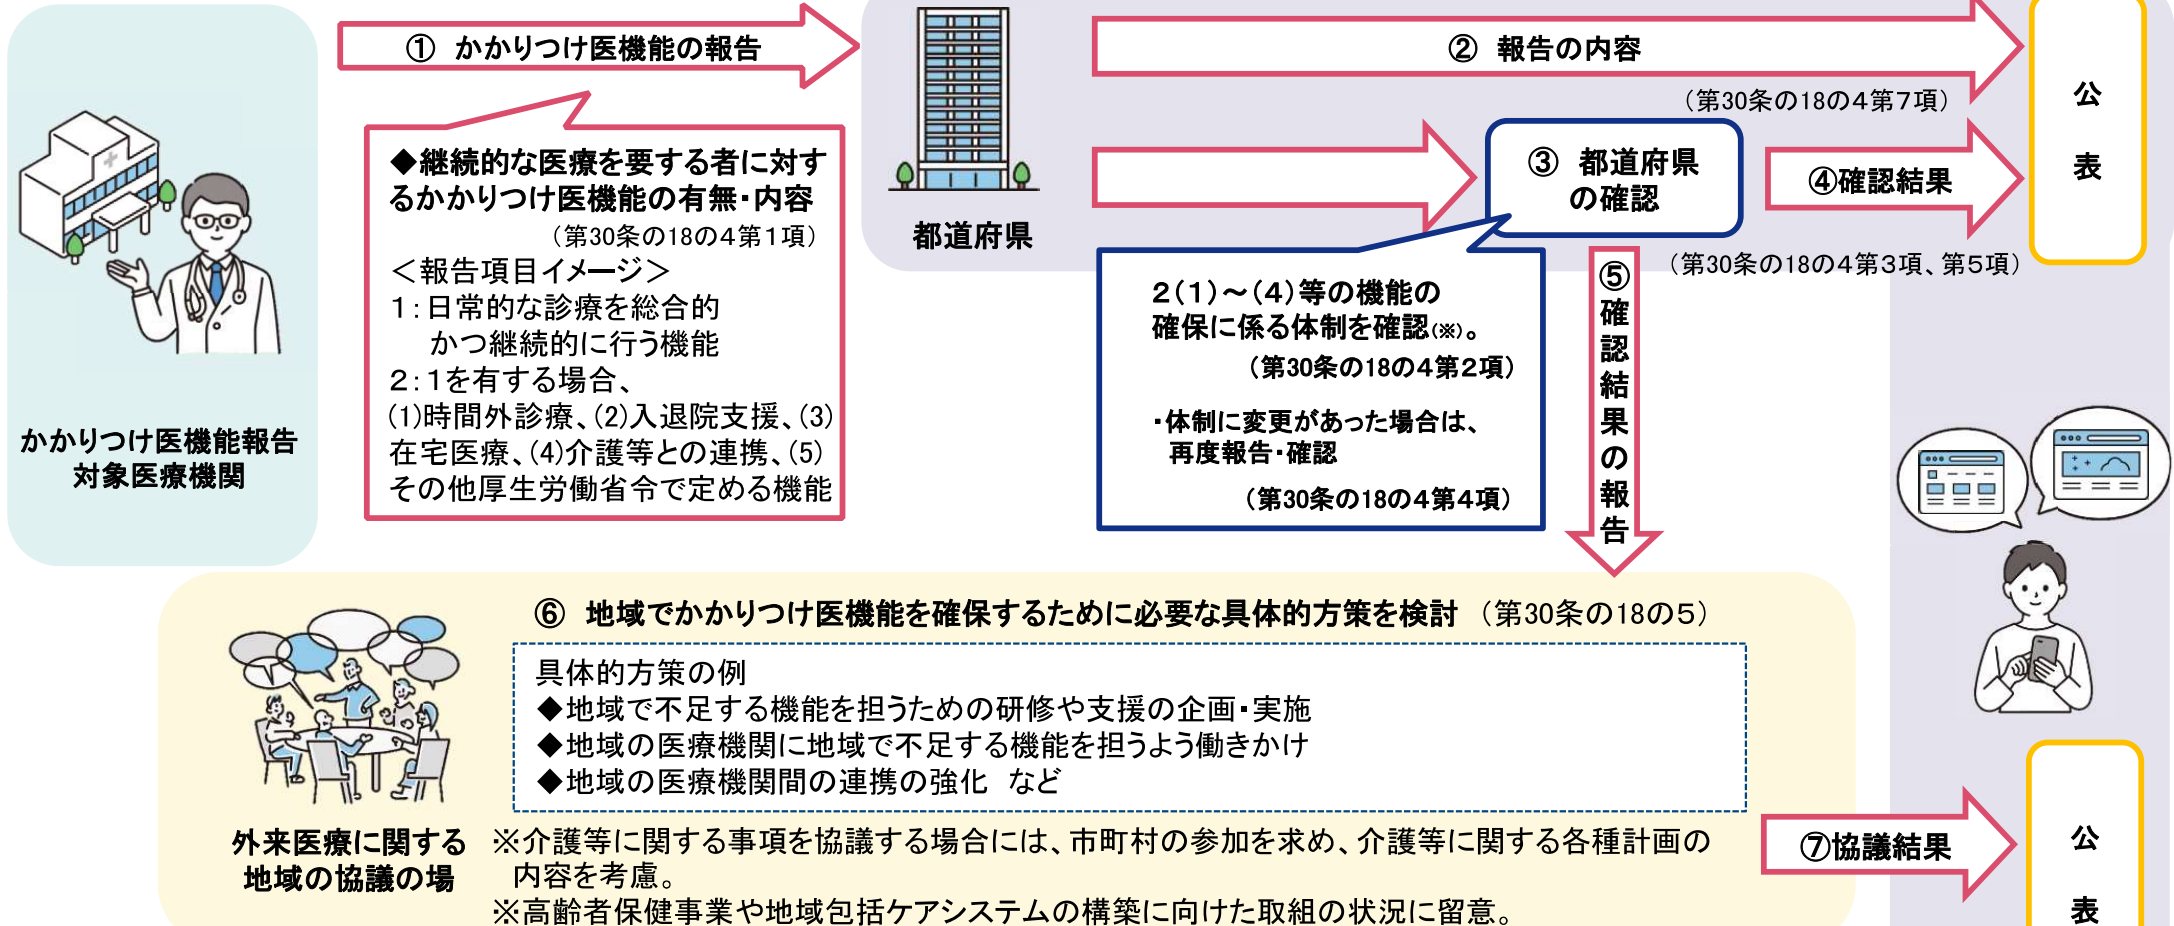 ① かかりつけ医機能の報告
② 報告の内容
(第30条の18の4第7項)
公
表
◆継続的な医療を要する者に対す
るかかりつけ医機能の有無・内容
(第30条の18の4第1項)
<報告項目イメージ>
1:日常的な診療を総合的
かつ継続的に行う機能
2:1を有する場合、
(1)時間外診療、(2)入退院支援、(3)
在宅医療、(4)介護等との連携、(5)
その他厚生労働省令で定める機能
かかりつけ医機能報告
対象医療機関
都道府県
③ 都道府県
の確認
④確認結果
(第30条の18の4第3項、第5項)
2(1)~(4)等の機能の
確保に係る体制を確認(※)。
(第30条の18の4第2項)
・体制に変更があった場合は、
再度報告・確認
(第30条の18の4第4項)
⑤確認結果の報告
⑥ 地域でかかりつけ医機能を確保するために必要な具体的方策を検討 (第30条の18の5)
具体的方策の例
◆地域で不足する機能を担うための研修や支援の企画・実施
◆地域の医療機関に地域で不足する機能を担うよう働きかけ
◆地域の医療機関間の連携の強化 など
外来医療に関する
地域の協議の場
※介護等に関する事項を協議する場合には、市町村の参加を求め、介護等に関する各種計画の
内容を考慮。
※高齢者保健事業や地域包括ケアシステムの構築に向けた取組の状況に留意。
⑦協議結果
公
表